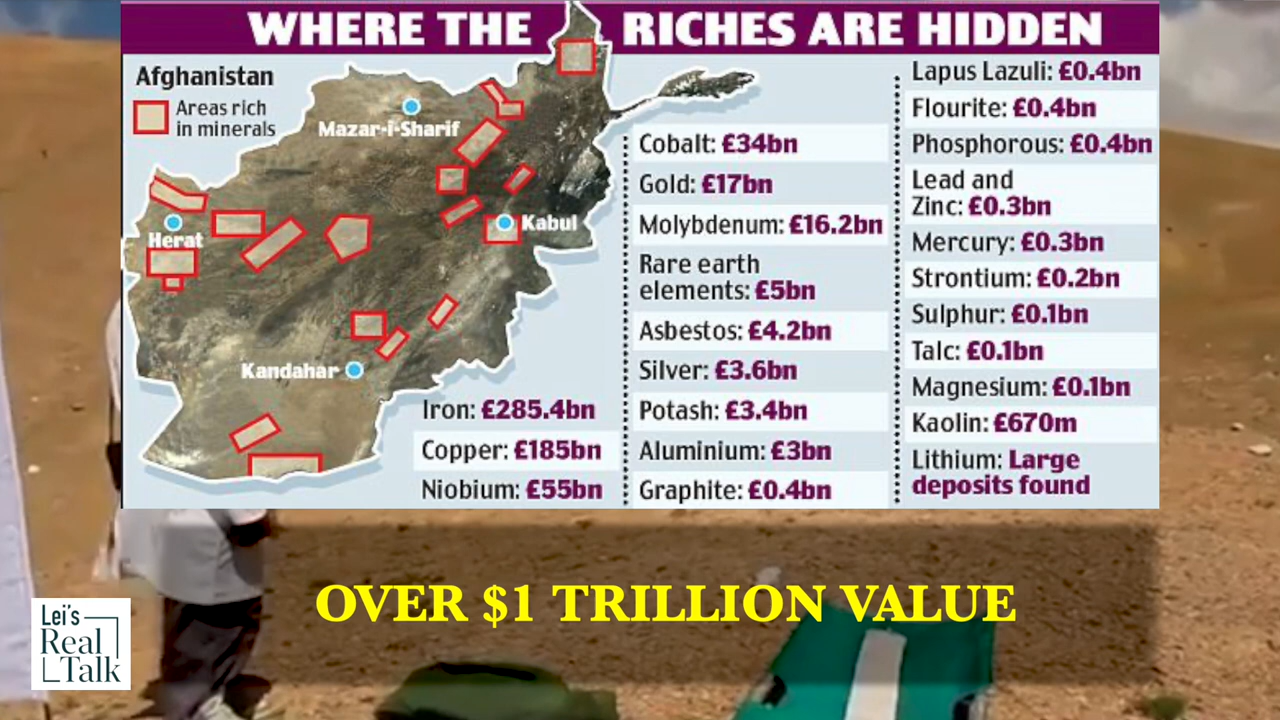 WHERE THE RICHES ARE HIDDEN
Afghanistan
Areas rich
in minerals
Mazar-i-Sharif
Herat
Kabul
Kandahar
Iron: £285.4bn
Copper: £185bn
Niobium: £55bn
Cobalt: £34bn
Gold: £17bn
Molybdenum: £16.2bn
Rare earth
elements: £5bn
Asbestos: £4.2bn
Silver: £3.6bn
Potash: £3.4bn
Aluminium: £3bn
Graphite: £0.4bn
Lapus Lazuli: £0.4bn
Flourite: £0.4bn
Phosphorous: £0.4bn
Lead and
Zinc: £0.3bn
Mercury: £0.3bn
Strontium: £0.2bn
Sulphur: £0.1bn
Talc: £0.1bn
Magnesium: £0.1bn
Kaolin: £670m
Lithium: Large
deposits found
OVER $1 TRILLION VALUE
Lei's
Real
Talk